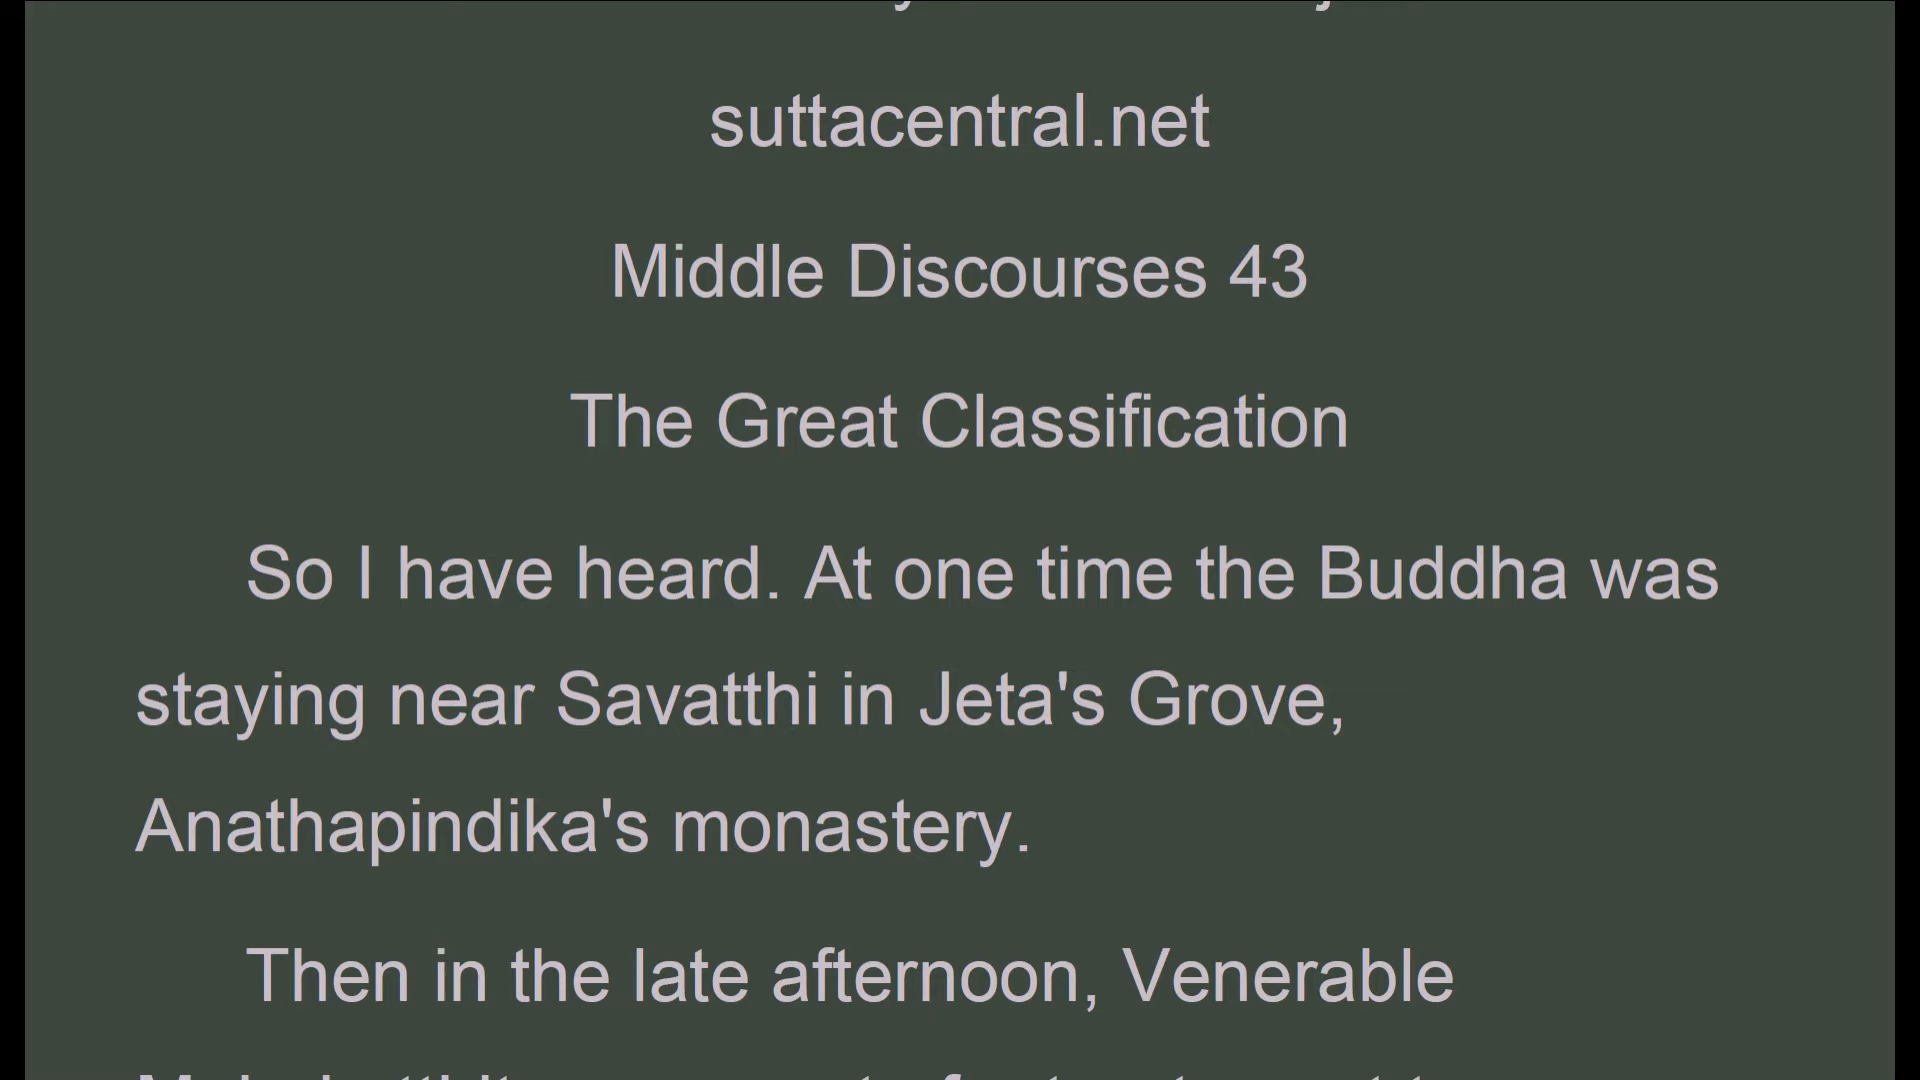 suttacentral.net
Middle Discourses 43
The Great Classification
So I have heard. At one time the Buddha was
staying near Savatthi in Jeta's Grove,
Anathapindika's monastery.
Then in the late afternoon, Venerable